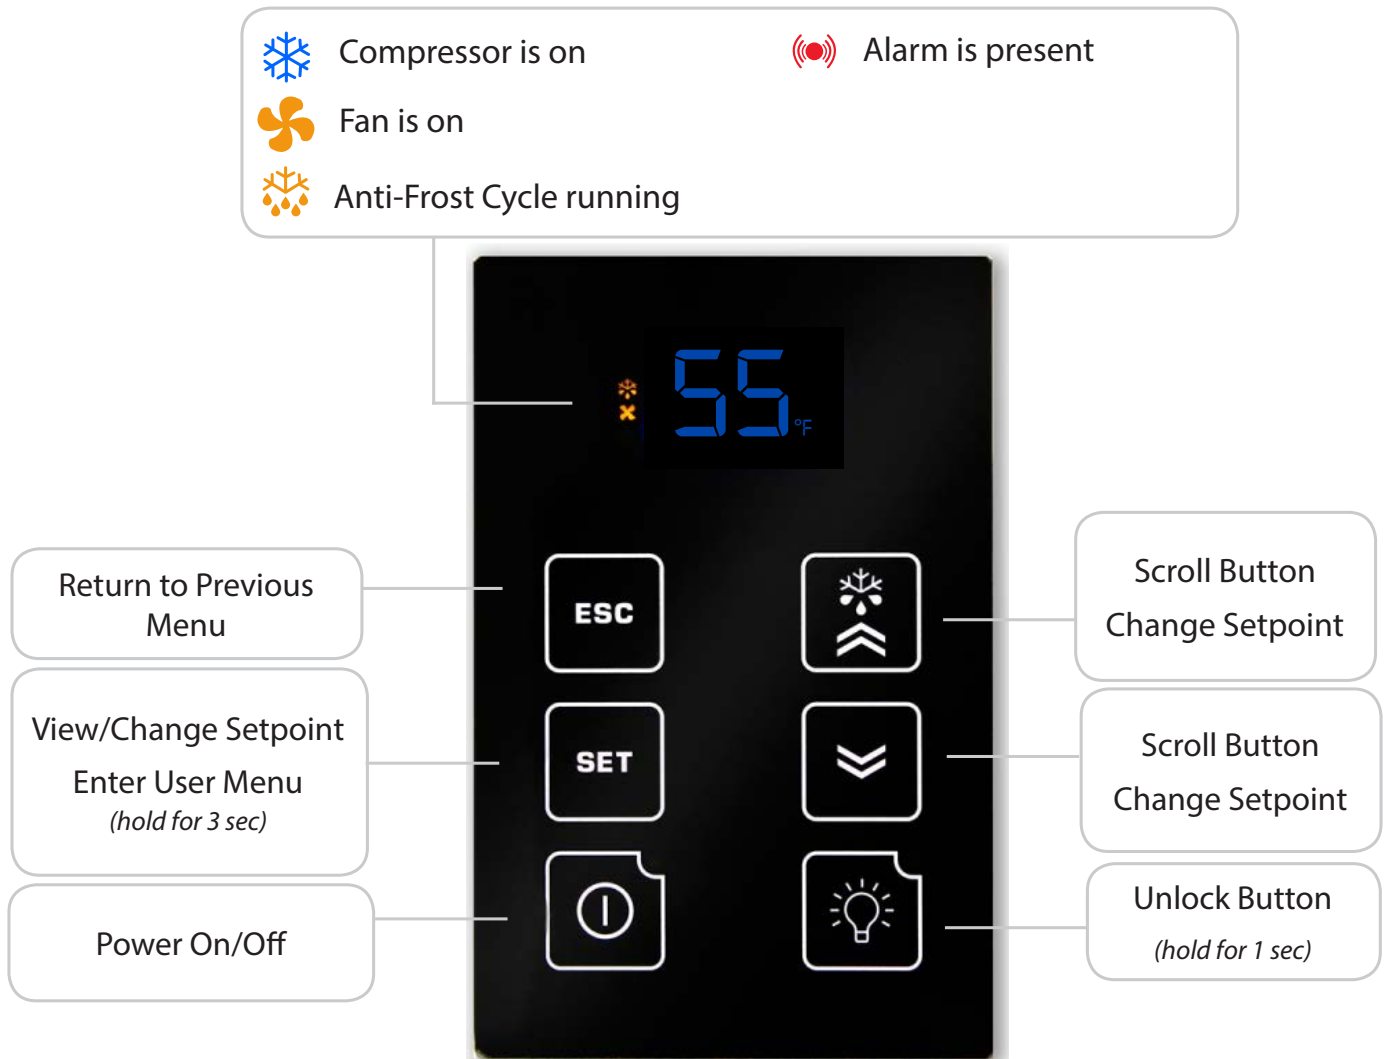 Compressor is on
Alarm is present
Fan is on
Anti-Frost Cycle running
55 °F
Return to Previous
Menu
ESC
Scroll Button
Change Setpoint
View/Change Setpoint
Enter User Menu
(hold for 3 sec)
SET
Scroll Button
Change Setpoint
Power On/Off
Unlock Button
(hold for 1 sec)